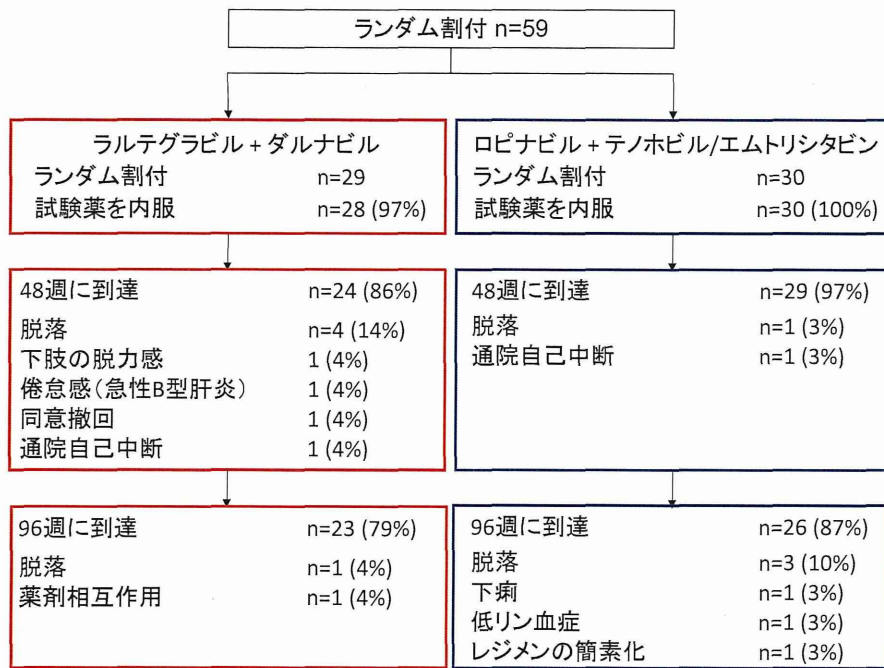 ランダム割付 n=59
ラルテグラビル + ダルナビル
ランダム割付 n=29
試験薬を内服 n=28 (97%)
ロピナビル + テノホビル/エムトリシタビン
ランダム割付 n=30
試験薬を内服 n=30 (100%)
48週に到達 n=24 (86%)
脱落 n=4 (14%)
下肢の脱力感 1 (4%)
倦怠感(急性B型肝炎) 1 (4%)
同意撤回 1 (4%)
通院自己中断 1 (4%)
48週に到達 n=29 (97%)
脱落 n=1 (3%)
通院自己中断 n=1 (3%)
96週に到達 n=23 (79%)
脱落 n=1 (4%)
薬剤相互作用 n=1 (4%)
96週に到達 n=26 (87%)
脱落 n=3 (10%)
下痢 n=1 (3%)
低リン血症 n=1 (3%)
レジメンの簡素化 n=1 (3%)